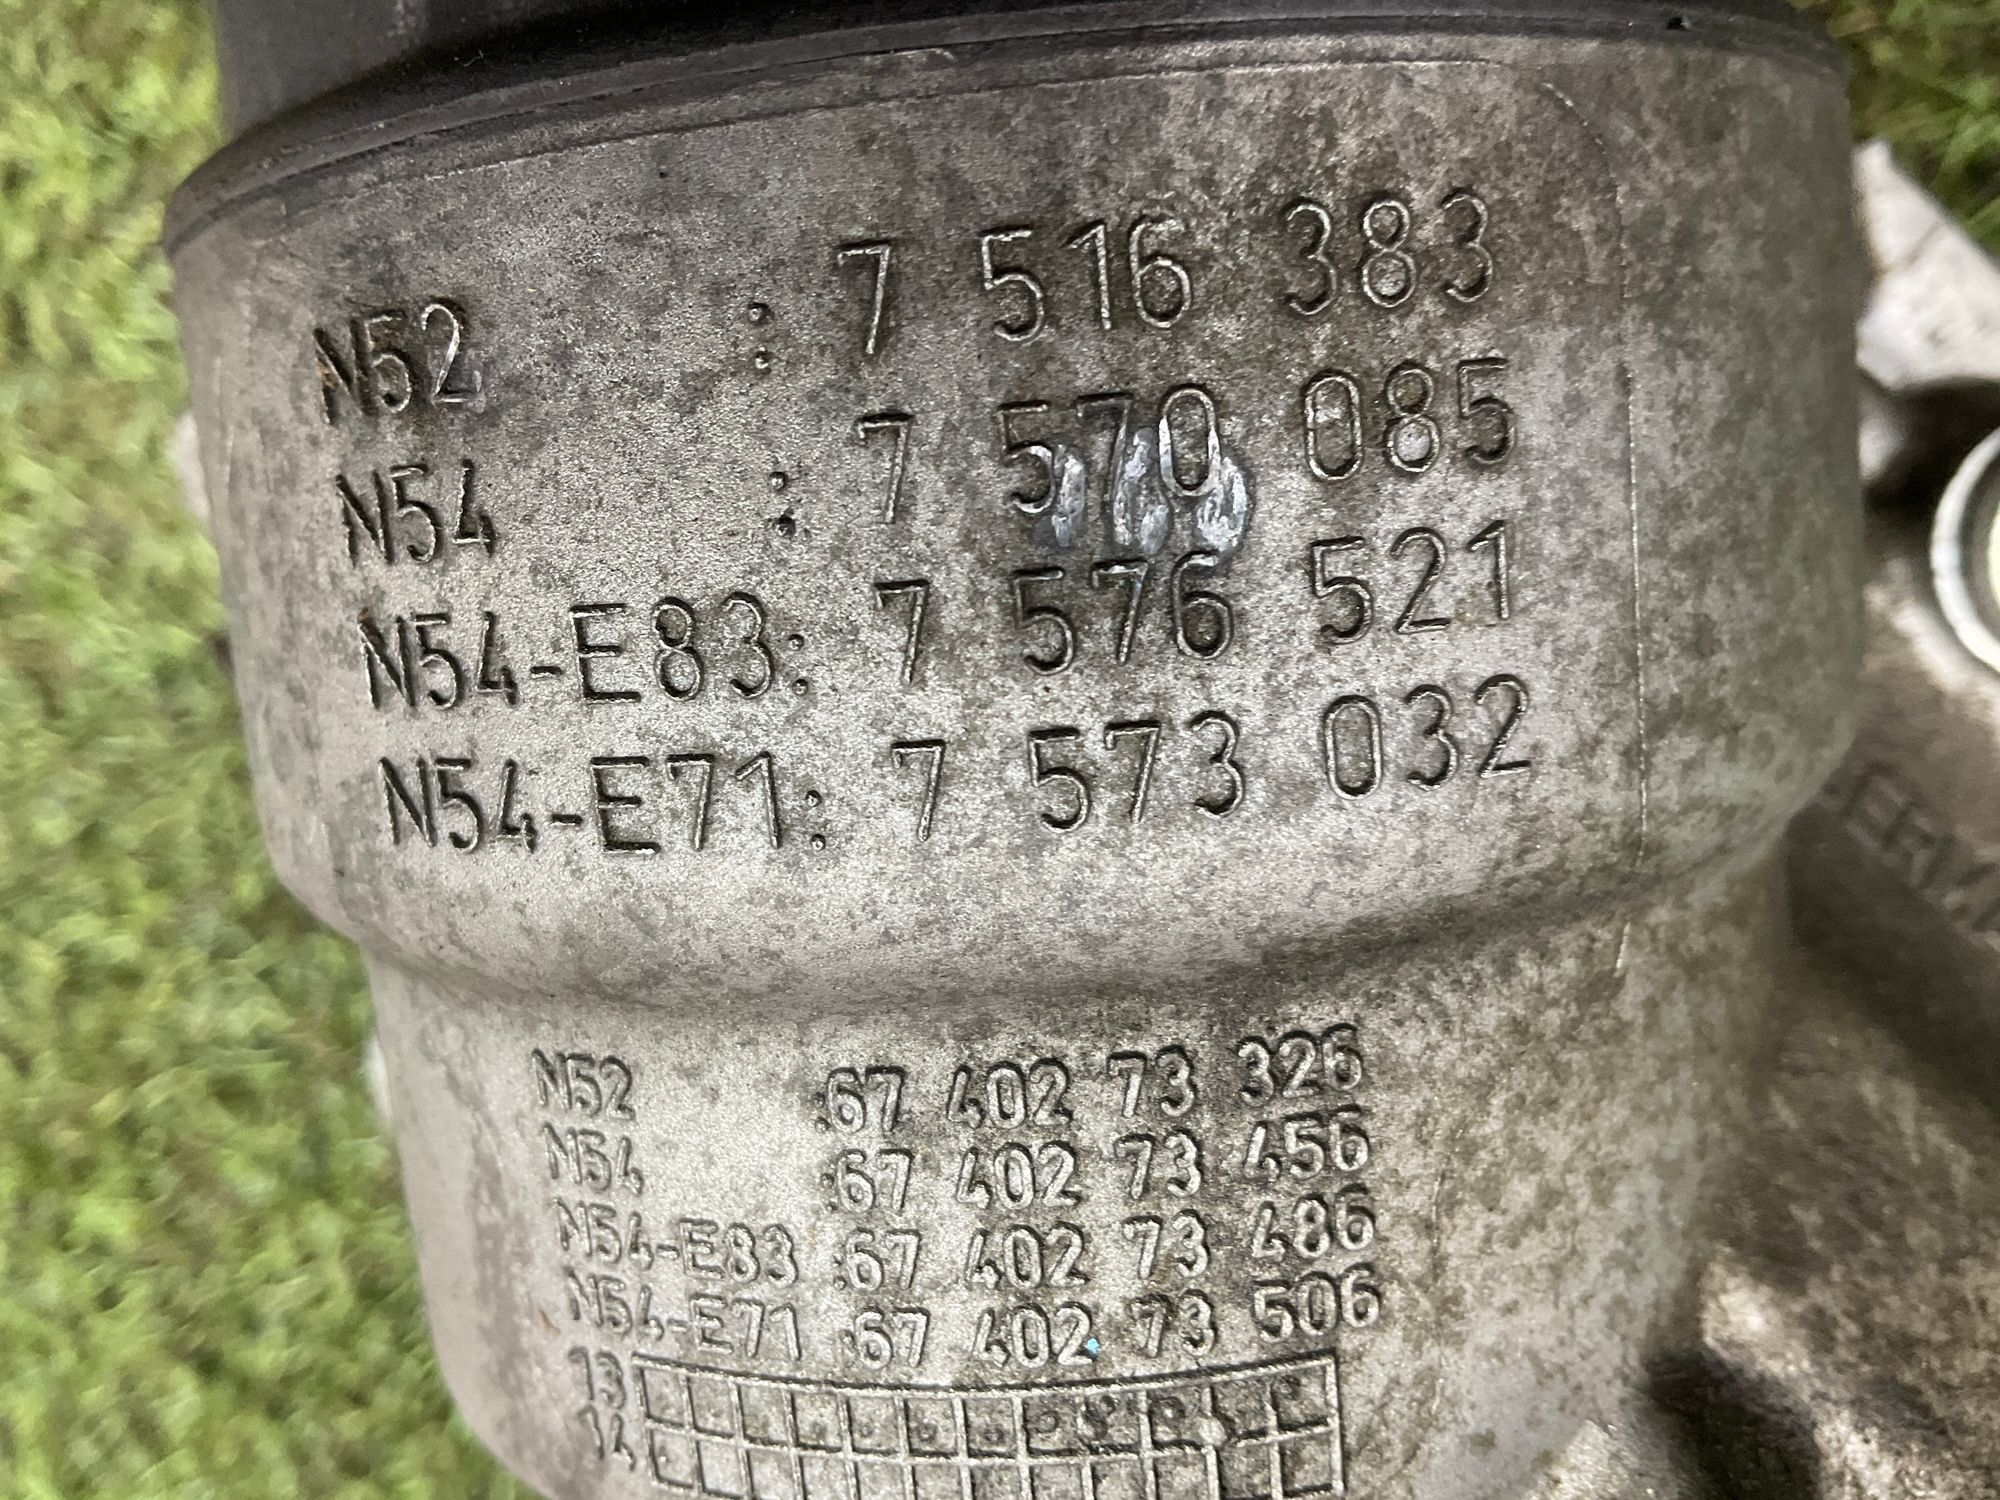 N52 : 7 516 383
N54 : 7 570 085
N54-E83: 7 576 521
N54-E71: 7 573 032
N52 :67 402 73 326
N54 :67 402 73 456
N54-E83 :67 402 73 486
N54-E71 :67 402 73 506
13
14